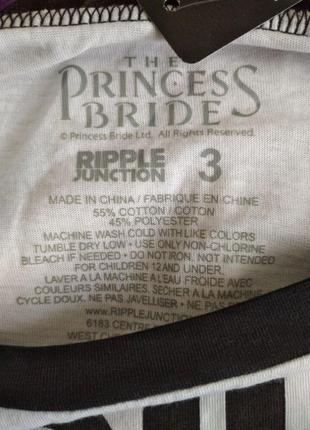 THE
PRINCESS
BRIDE
© Princess Bride Ltd. All Rights Reserved.
RIPPLE
JUNCTION 3
MADE IN CHINA / FABRIQUE EN CHINE
55% COTTON / COTON
45% POLYESTER
MACHINE WASH COLD WITH LIKE COLORS
TUMBLE DRY LOW • USE ONLY NON-CHLORINE
BLEACH IF NEEDED • DO NOT IRON. NOT INTENDED
FOR CHILDREN 12 AND UNDER.
LAVER A LA MACHINE A L'EAU FROIDE AVEC
COULEURS SIMILAIRES. SÉCHER A LA MACHINE
CYCLE DOUX. NE PAS JAVELLISER • NE PAS
www.RIPPLEJUNCTION
6183 CENTRE
WEST C